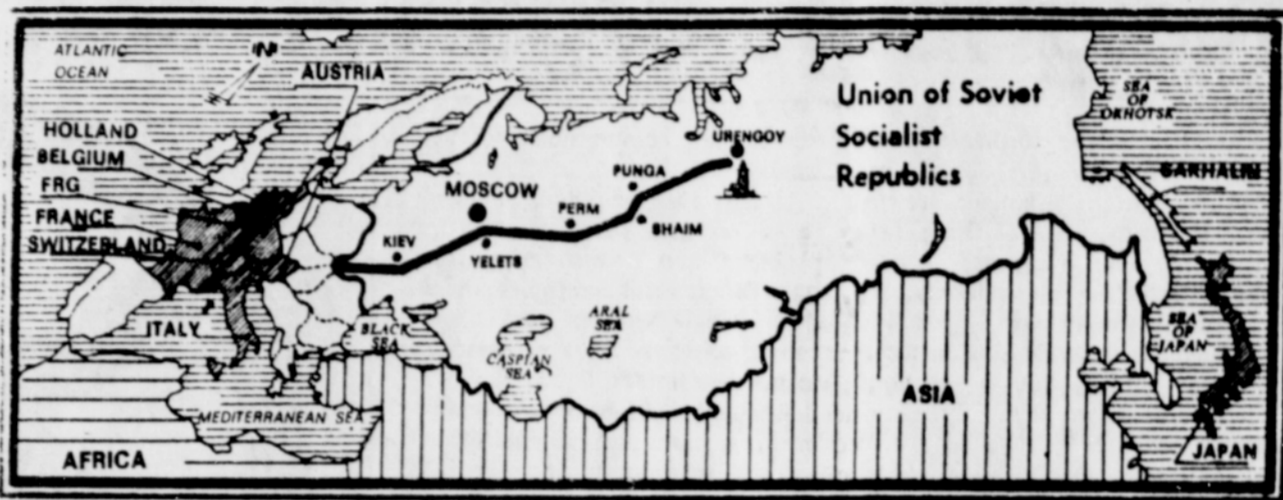 ATLANTIC
OCEAN
N
AUSTRIA
HOLLAND
BELGIUM
FRG
FRANCE
SWITZERLAND
ITALY
MEDITERRANEAN SEA
AFRICA
KIEV
MOSCOW
YELETS
PERM
PUNGA
BHAIM
URENGOY
BLACK
SEA
CASPIAN
SEA
ARAL
SEA
Union of Soviet
Socialist
Republics
ASIA
SEA
OF
OKHOTSK
SAKHALIN
SEA
OF
JAPAN
JAPAN